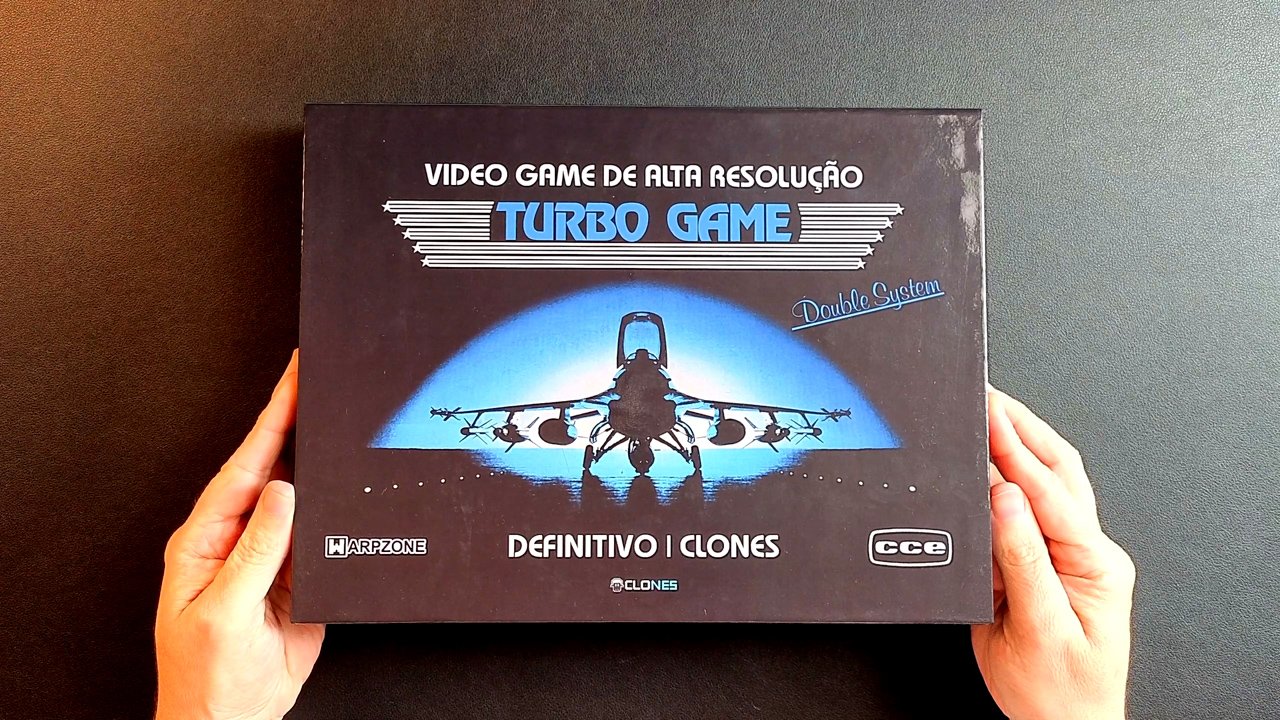 VIDEO GAME DE ALTA RESOLUÇÃO
TURBO GAME
Double System
WARPZONE
DEFINITIVO | CLONES
cce
CLONES